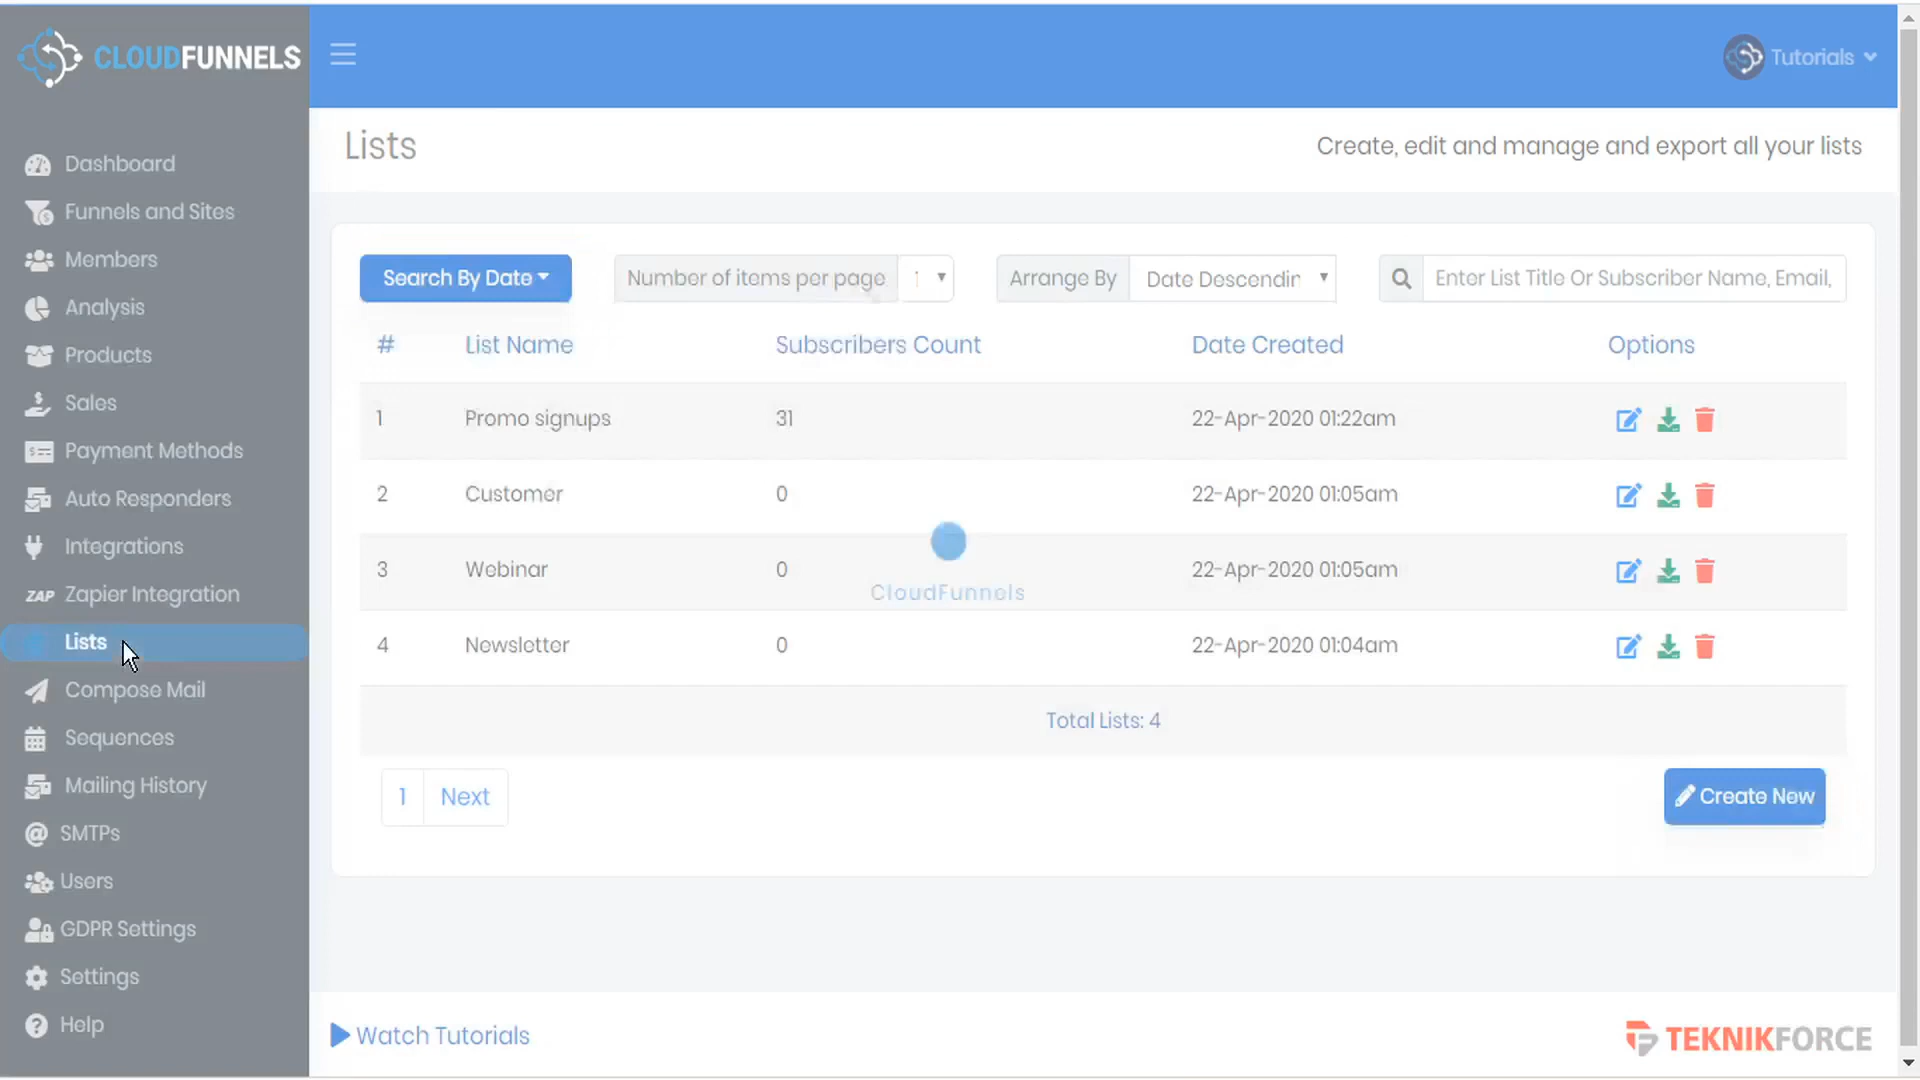 CLOUDFUNNELS
Tutorials
Dashboard
Funnels and Sites
Members
Analysis
Products
Sales
Payment Methods
Auto Responders
Integrations
ZAP Zapier Integration
Lists
Compose Mail
Sequences
Mailing History
SMTPs
Users
GDPR Settings
Settings
Help
Lists
Create, edit and manage and export all your lists
Search By Date
Number of items per page
Arrange By Date Descendin
Enter List Title Or Subscriber Name, Email,
# List Name Subscribers Count Date Created Options
1 Promo signups 31 22-Apr-2020 01:22am
2 Customer 0 22-Apr-2020 01:05am
3 Webinar 0 22-Apr-2020 01:05am
CloudFunnels
4 Newsletter 0 22-Apr-2020 01:04am
Total Lists: 4
1 Next
Create New
Watch Tutorials
TEKNIKFORCE